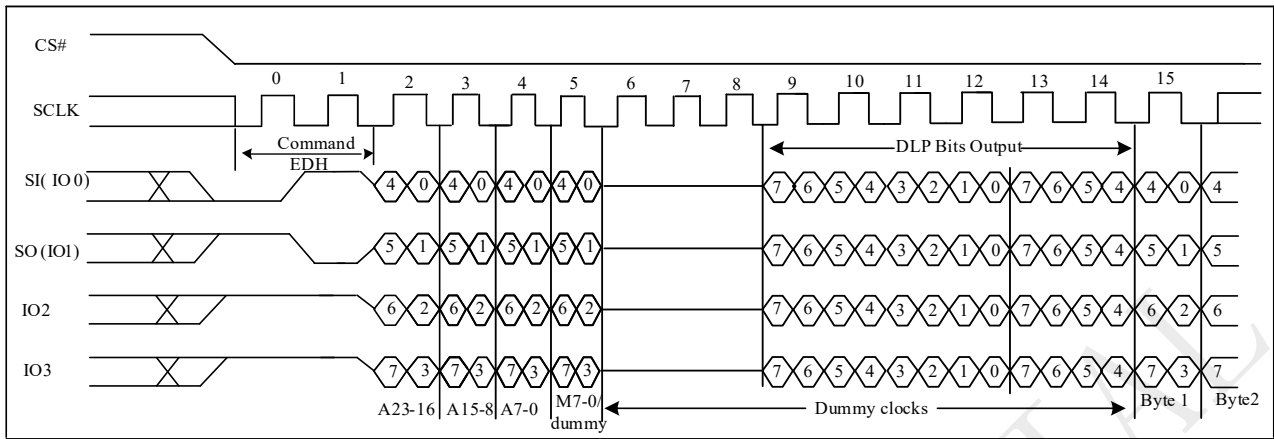 CS#
0 1 2 3 4 5 6 7 8 9 10 11 12 13 14 15
SCLK
Command
EDH
DLP Bits Output
SI( IO 0) 4 0 4 0 4 0 4 0 7 6 5 4 3 2 1 0 7 6 5 4 4 0 4
SO (IO1) 5 1 5 1 5 1 5 1 7 6 5 4 3 2 1 0 7 6 5 4 5 1 5
IO2 6 2 6 2 6 2 6 2 7 6 5 4 3 2 1 0 7 6 5 4 6 2 6
IO3 7 3 7 3 7 3 7 3 7 6 5 4 3 2 1 0 7 6 5 4 7 3 7
A23-16 A15-8 A7-0 M7-0/ Dummy clocks Byte 1 Byte2
dummy